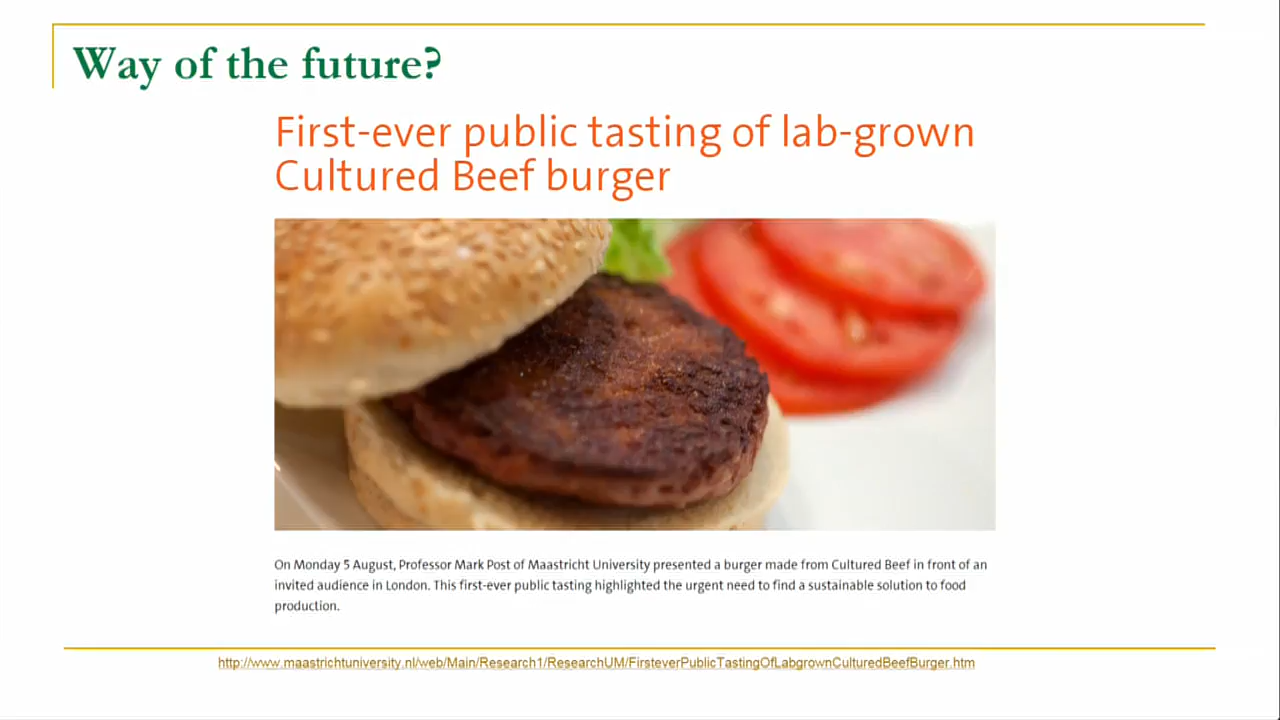 Way of the future?
First-ever public tasting of lab-grown
Cultured Beef burger
On Monday 5 August, Professor Mark Post of Maastricht University presented a burger made from Cultured Beef in front of an
invited audience in London. This first-ever public tasting highlighted the urgent need to find a sustainable solution to food
production.
http://www.maastrichtuniversity.nl/web/Main/Research1/ResearchUM/FirsteverPublicTastingOfLabgrownCulturedBeefBurger.htm